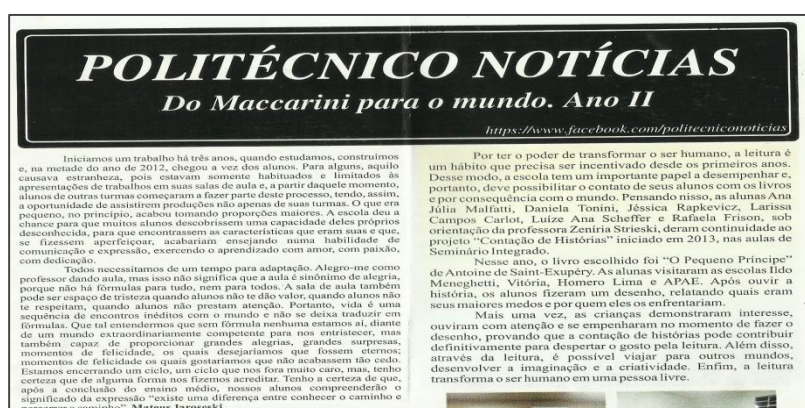 POLITÉCNICO NOTÍCIAS
Do Maccarini para o mundo. Ano II
https://www.facebook.com/politecniconoticias
Iniciamos um trabalho há três anos, quando estudamos, construímos
e, na metade do ano de 2012, chegou a vez dos alunos. Para alguns, aquilo
causava estranheza, pois estavam somente habituados e limitados às
apresentações de trabalhos em suas salas de aula e, a partir daquele momento,
alunos de outras turmas começaram a fazer parte deste processo, tendo, assim,
a oportunidade de assistirem produções não apenas de suas turmas. O que era
pequeno, no princípio, acabou tomando proporções maiores. A escola deu a
chance para que muitos alunos descobrissem uma capacidade deles próprios
desconhecida, para que encontrassem as características que eram suas e que,
se fizessem aperfeiçoar, acabariam ensejando numa habilidade de
comunicação e expressão, exercendo o aprendizado com amor, com paixão,
com dedicação.
Todos necessitamos de um tempo para adaptação. Alegro-me como
professor dando aula, mas isso não significa que a aula é sinônimo de alegria,
porque não há fórmulas para tudo, nem para todos. A sala de aula também
pode ser espaço de tristeza quando alunos não te dão valor, quando alunos não
te respeitam, quando alunos não prestam atenção. Portanto, vida é uma
sequência de encontros inéditos com o mundo e não se deixa traduzir em
fórmulas. Que tal entendermos que sem fórmula nenhuma estamos aí, diante
de um mundo extraordinariamente competente para nos entristecer, mas
também capaz de proporcionar grandes alegrias, grandes surpresas,
momentos de felicidade, os quais desejaríamos que fossem eternos;
momentos de felicidade os quais gostaríamos que não acabassem tão cedo.
Estamos encerrando um ciclo, um ciclo que nos fora muito caro, mas, tenho
certeza que de alguma forma nos fizemos acreditar. Tenho a certeza de que,
após a conclusão do ensino médio, nossos alunos compreenderão o
significado da expressão "existe uma diferença entre conhecer o caminho e
percorrer o caminho". Mateus Jaroseski
Por ter o poder de transformar o ser humano, a leitura é
um hábito que precisa ser incentivado desde os primeiros anos.
Desse modo, a escola tem um importante papel a desempenhar e,
portanto, deve possibilitar o contato de seus alunos com os livros
e por consequência com o mundo. Pensando nisso, as alunas Ana
Júlia Malfatti, Daniela Tonini, Jéssica Rapkevicz, Larissa
Campos Carlot, Luíze Ana Scheffer e Rafaela Frison, sob
orientação da professora Zeníria Strieski, deram continuidade ao
projeto "Contação de Histórias" iniciado em 2013, nas aulas de
Seminário Integrado.
Nesse ano, o livro escolhido foi "O Pequeno Príncipe"
de Antoine de Saint-Exupéry. As alunas visitaram as escolas Ildo
Meneghetti, Vitória, Homero Lima e APAE. Após ouvir a
história, os alunos fizeram um desenho, relatando quais eram
seus maiores medos e por quem eles os enfrentariam.
Mais uma vez, as crianças demonstraram interesse,
ouviram com atenção e se empenharam no momento de fazer o
desenho, provando que a contação de histórias pode contribuir
definitivamente para despertar o gosto pela leitura. Além disso,
através da leitura, é possível viajar para outros mundos,
desenvolver a imaginação e a criatividade. Enfim, a leitura
transforma o ser humano em uma pessoa livre.